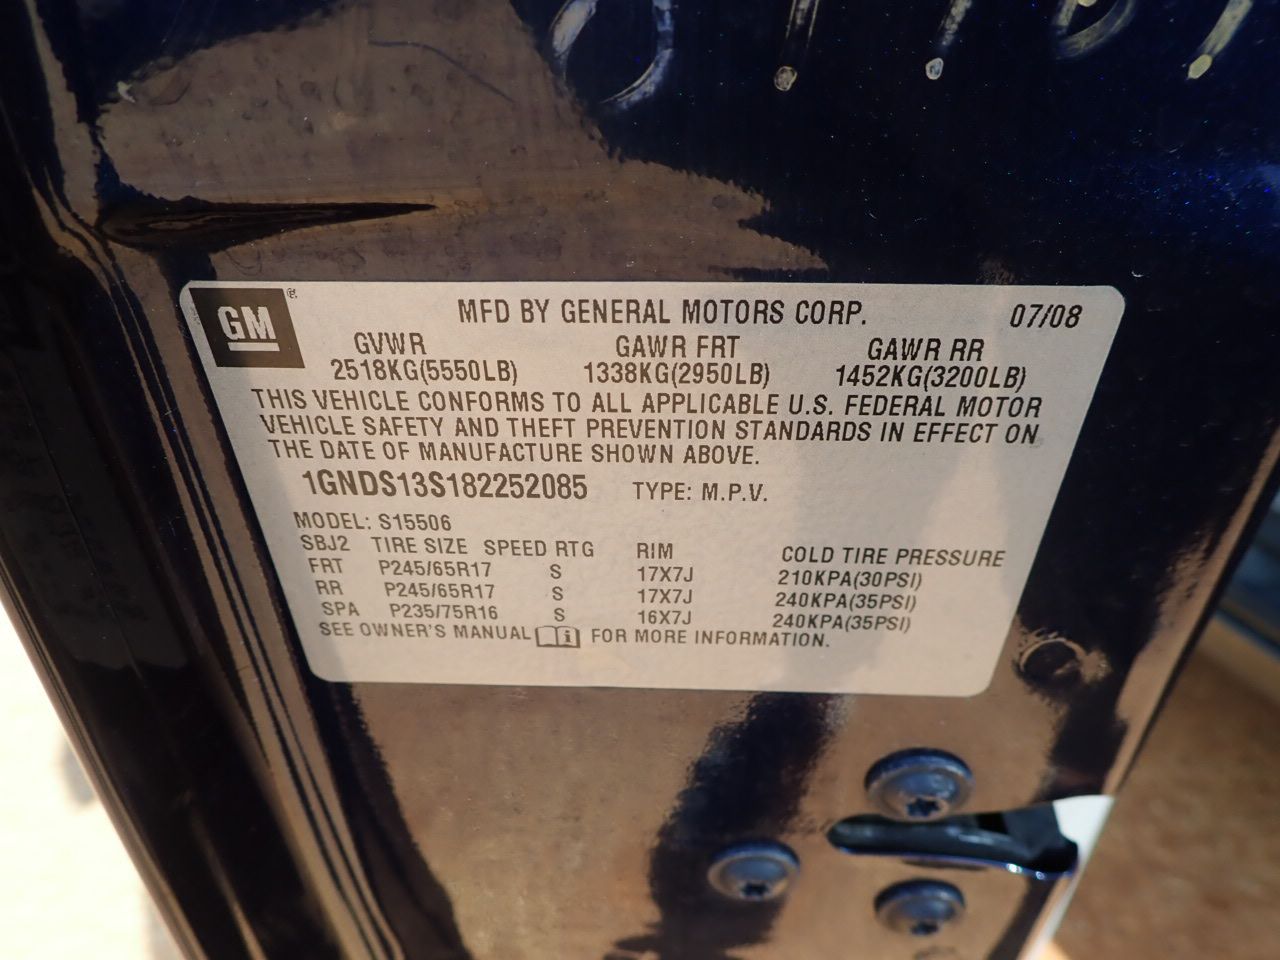 GM ®
MFD BY GENERAL MOTORS CORP. 07/08
GVWR GAWR FRT GAWR RR
2518KG(5550LB) 1338KG(2950LB) 1452KG(3200LB)
THIS VEHICLE CONFORMS TO ALL APPLICABLE U.S. FEDERAL MOTOR
VEHICLE SAFETY AND THEFT PREVENTION STANDARDS IN EFFECT ON
THE DATE OF MANUFACTURE SHOWN ABOVE.
1GNDS13S182252085 TYPE: M.P.V.
MODEL: S15506
SBJ2 TIRE SIZE SPEED RTG RIM COLD TIRE PRESSURE
FRT P245/65R17 S 17X7J 210KPA(30PSI)
RR P245/65R17 S 17X7J 240KPA(35PSI)
SPA P235/75R16 S 16X7J 240KPA(35PSI)
SEE OWNER'S MANUAL i FOR MORE INFORMATION.